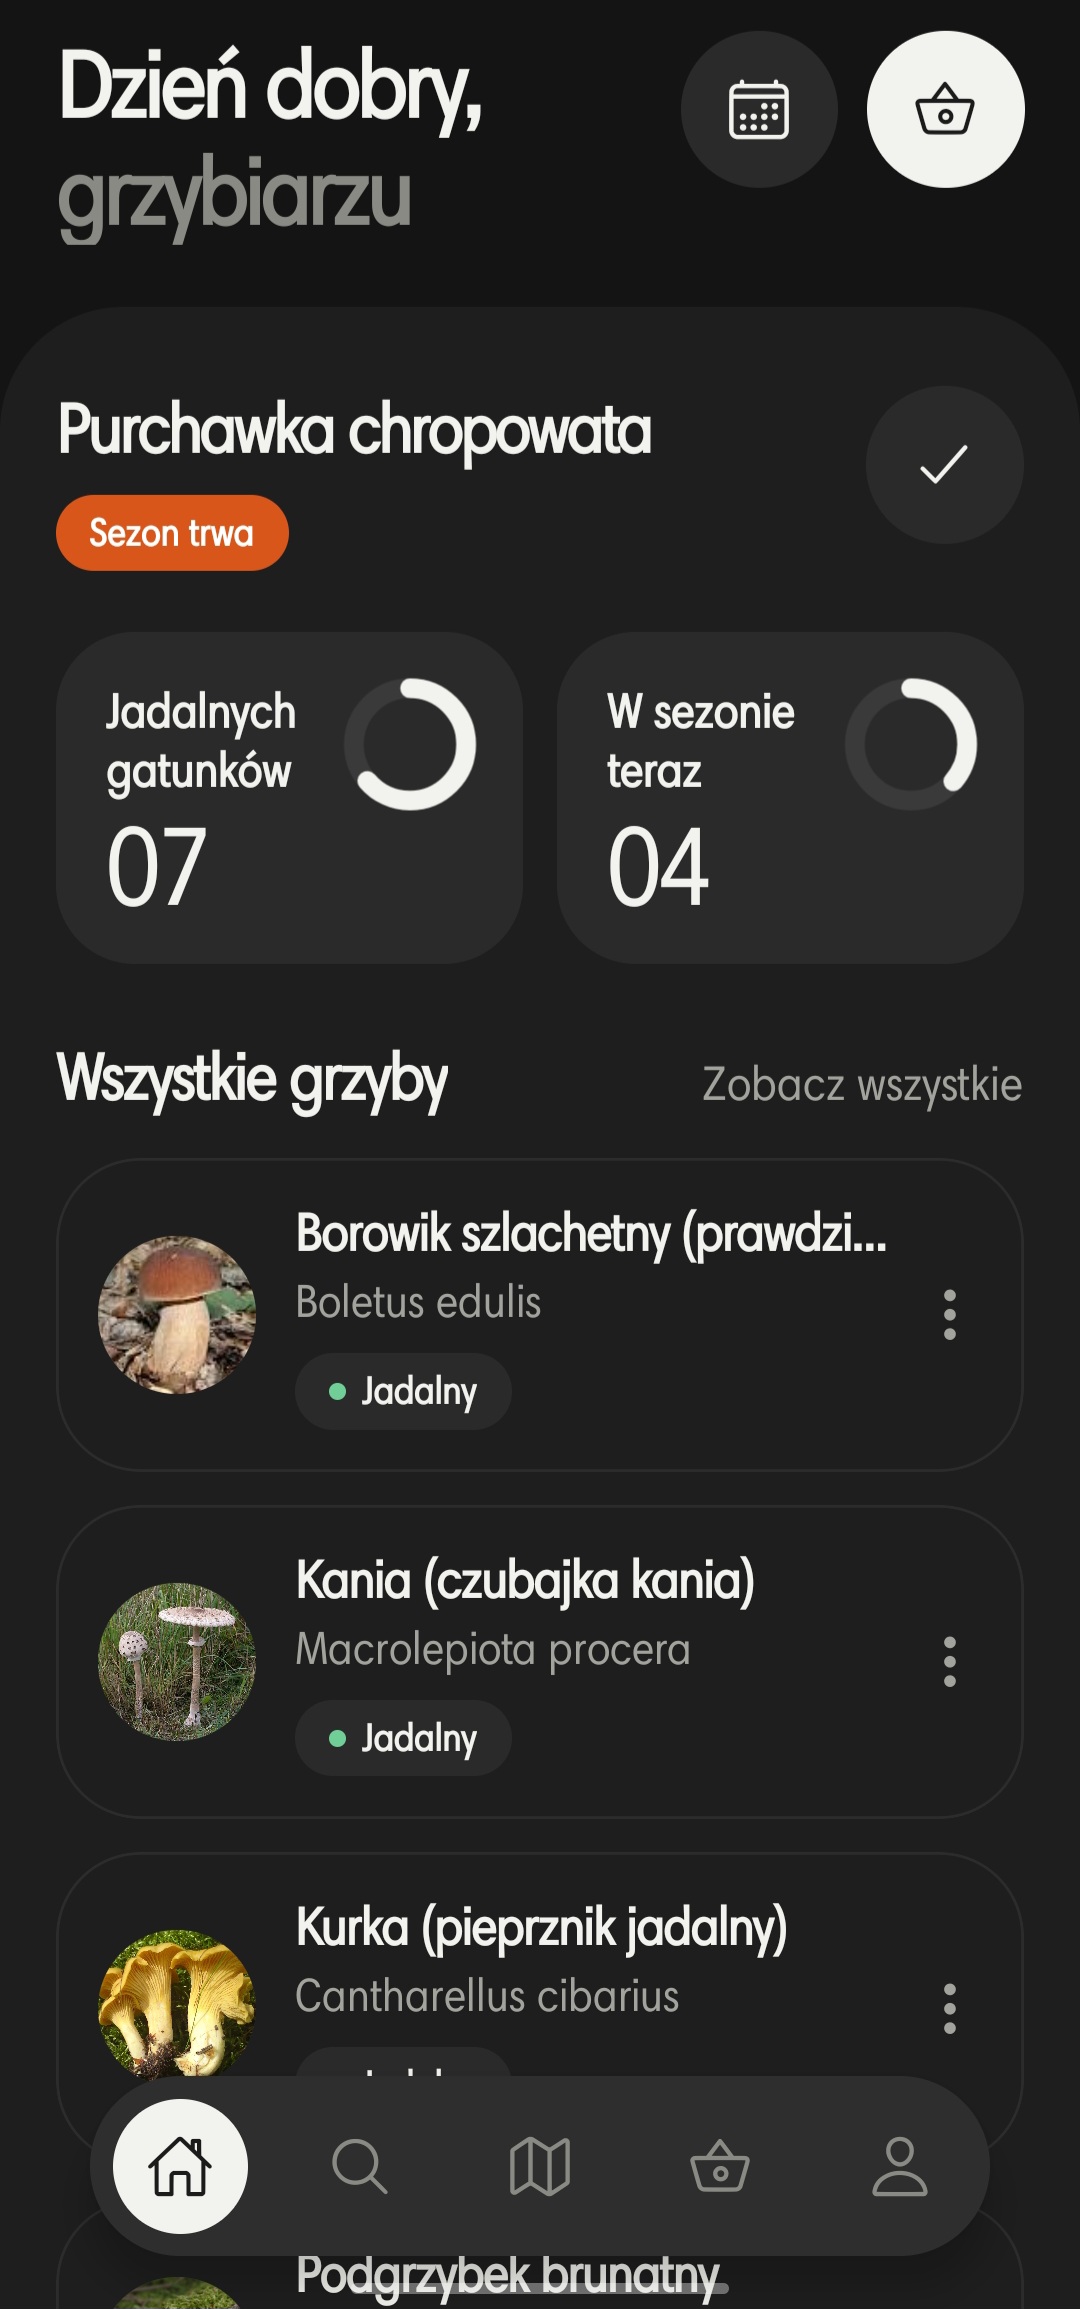 Dzień dobry,
grzybiarzu
Purchawka chropowata
Sezon trwa
Jadalnych
gatunków
07
W sezonie
teraz
04
Wszystkie grzyby
Zobacz wszystkie
Borowik szlachetny (prawdzi...
Boletus edulis
Jadalny
Kania (czubajka kania)
Macrolepiota procera
Jadalny
Kurka (pieprznik jadalny)
Cantharellus cibarius
Podgrzybek brunatny